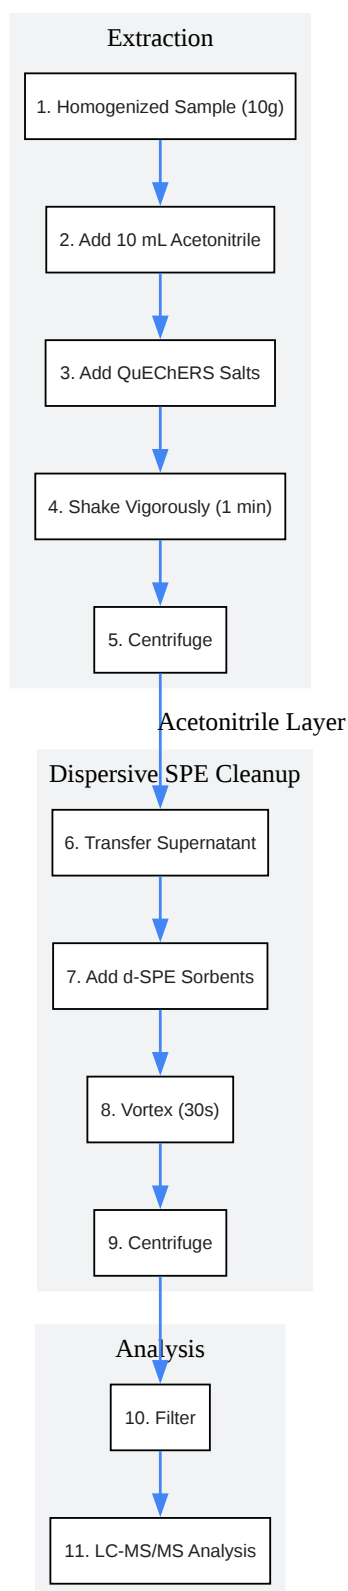 Extraction
1. Homogenized Sample (10g)
2. Add 10 mL Acetonitrile
3. Add QuEChERS Salts
4. Shake Vigorously (1 min)
5. Centrifuge
Acetonitrile Layer
Dispersive SPE Cleanup
6. Transfer Supernatant
7. Add d-SPE Sorbents
8. Vortex (30s)
9. Centrifuge
Analysis
10. Filter
11. LC-MS/MS Analysis